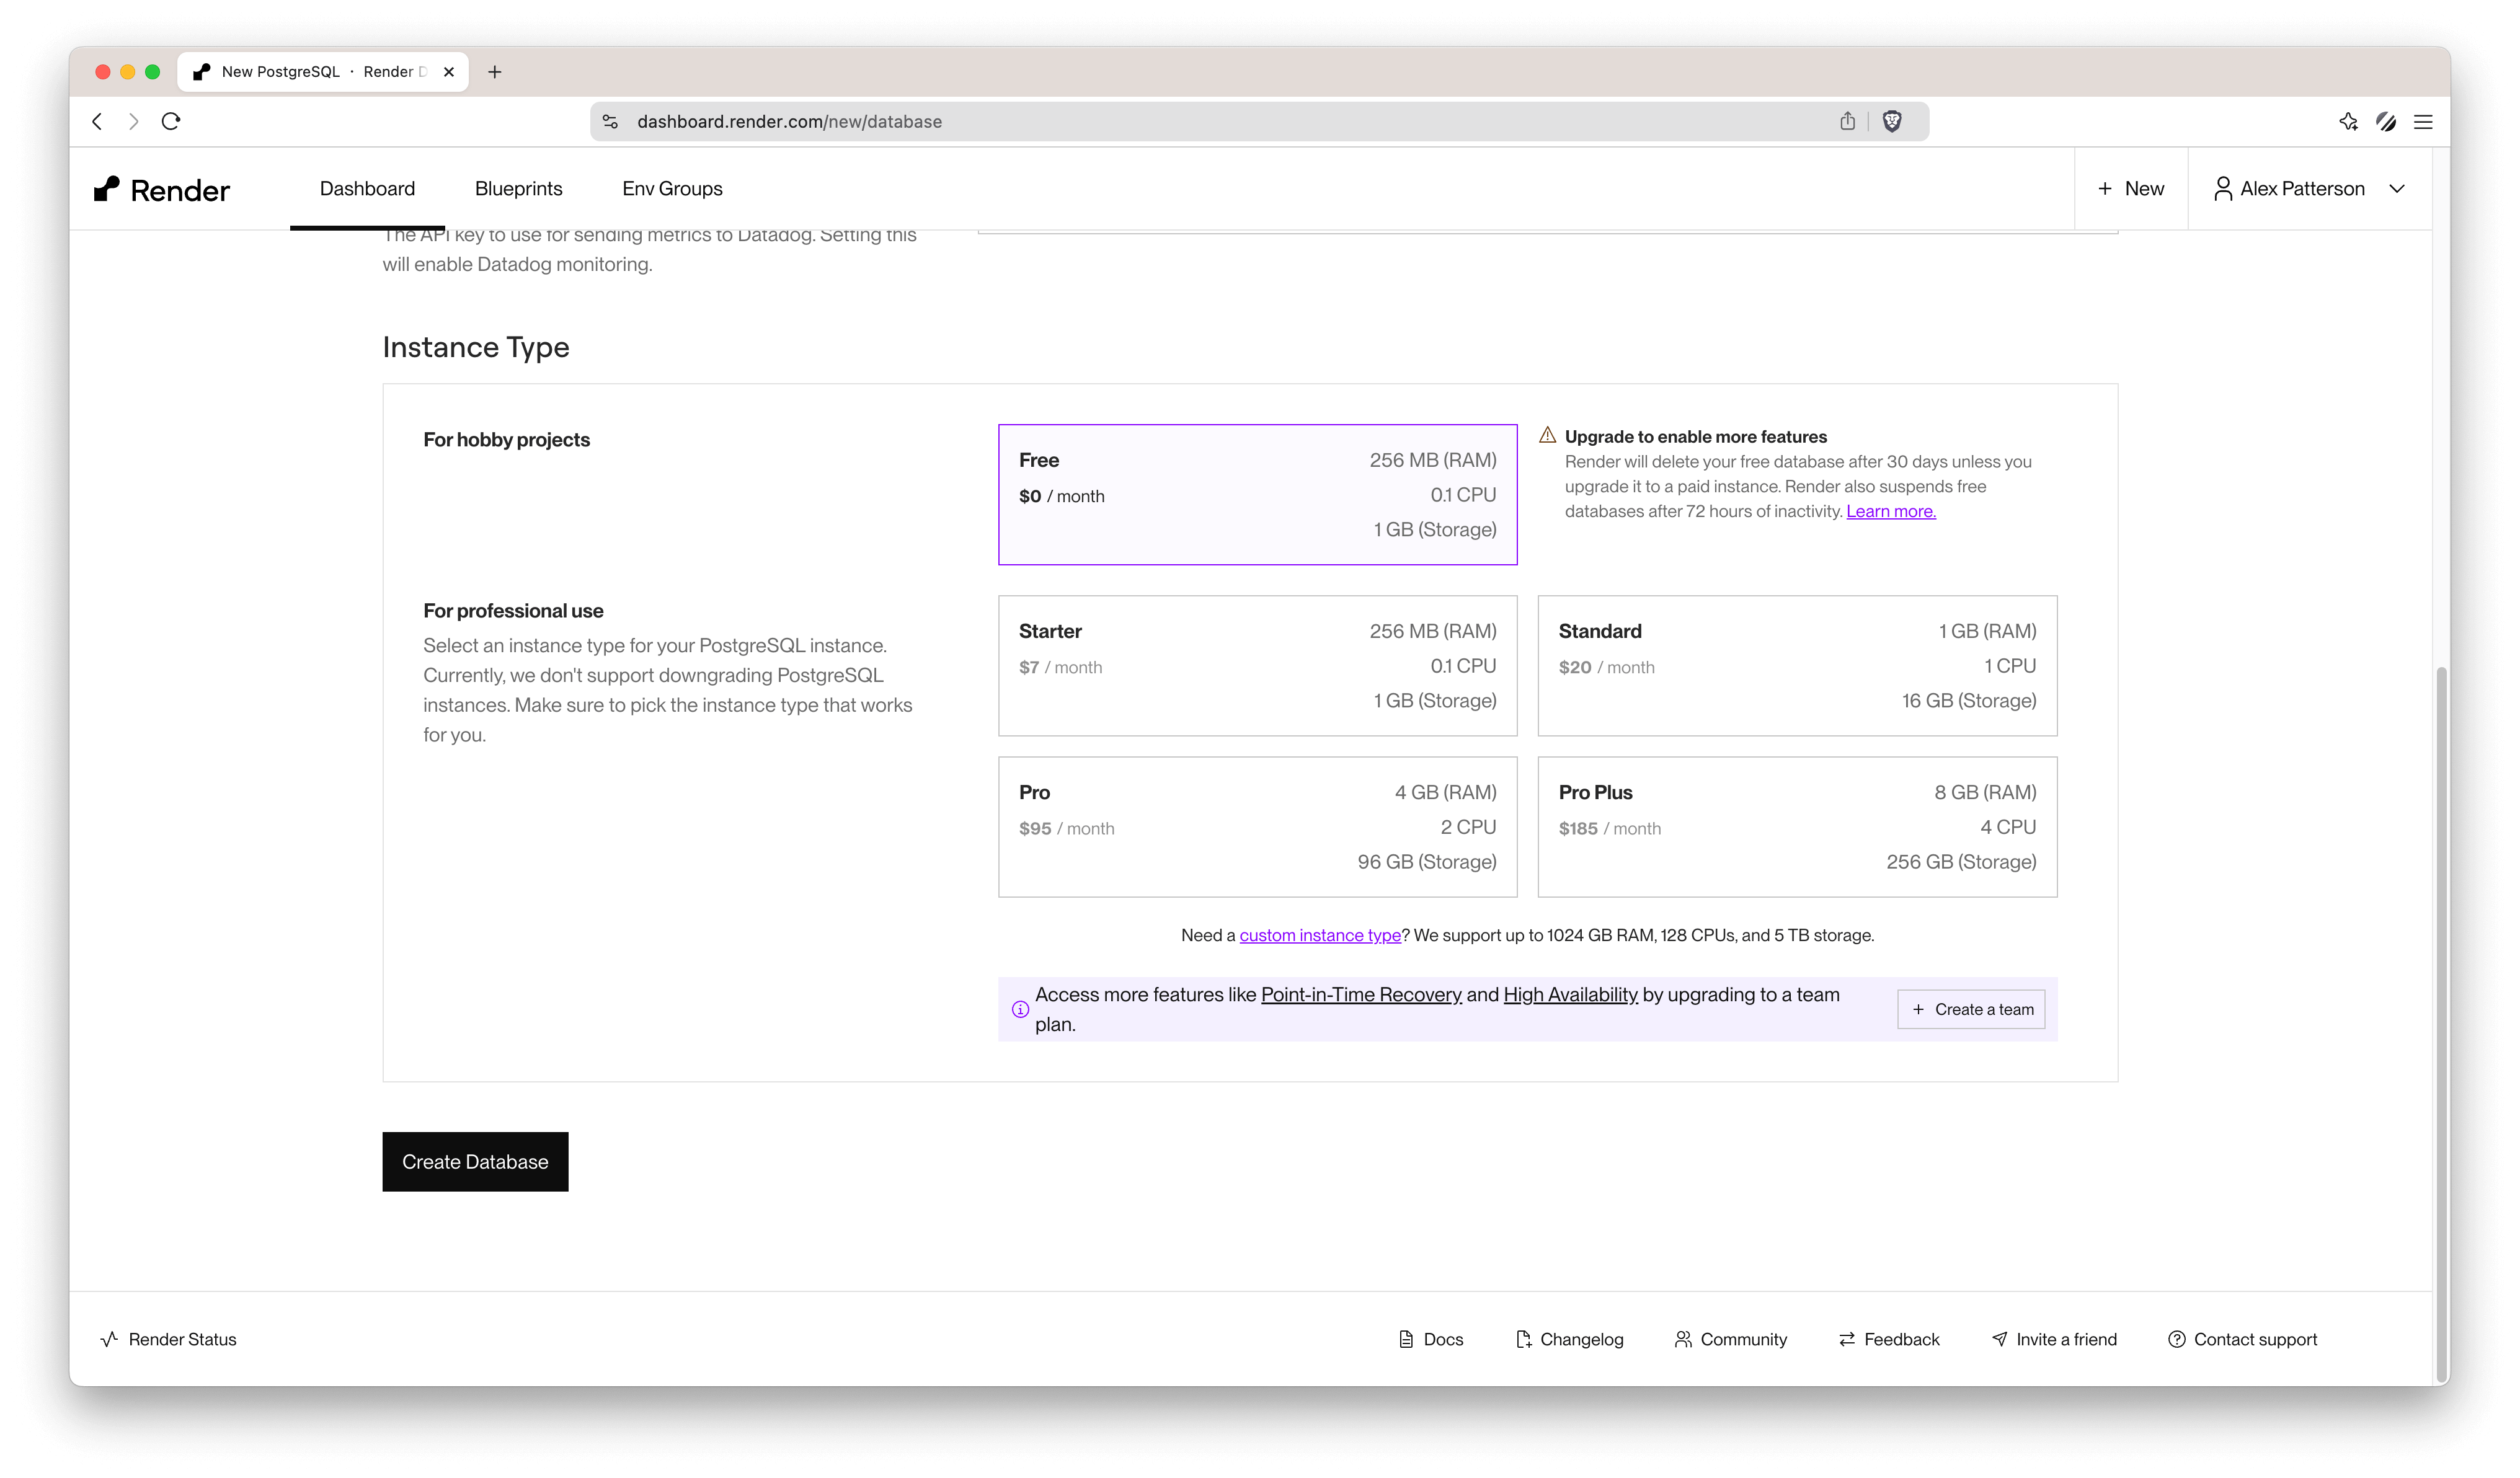 New PostgreSQL · Render D
dashboard.render.com/new/database
Render
Dashboard
Blueprints
Env Groups
+ New
Alex Patterson
The API key to use for sending metrics to Datadog. Setting this
will enable Datadog monitoring.
Instance Type
For hobby projects
Free
$0 / month
256 MB (RAM)
0.1 CPU
1 GB (Storage)
Upgrade to enable more features
Render will delete your free database after 30 days unless you
upgrade it to a paid instance. Render also suspends free
databases after 72 hours of inactivity. Learn more.
For professional use
Select an instance type for your PostgreSQL instance.
Currently, we don't support downgrading PostgreSQL
instances. Make sure to pick the instance type that works
for you.
Starter
$7 / month
256 MB (RAM)
0.1 CPU
1 GB (Storage)
Standard
$20 / month
1 GB (RAM)
1 CPU
16 GB (Storage)
Pro
$95 / month
4 GB (RAM)
2 CPU
96 GB (Storage)
Pro Plus
$185 / month
8 GB (RAM)
4 CPU
256 GB (Storage)
Need a custom instance type? We support up to 1024 GB RAM, 128 CPUs, and 5 TB storage.
Access more features like Point-in-Time Recovery and High Availability by upgrading to a team
plan.
+ Create a team
Create Database
Render Status
Docs
Changelog
Community
Feedback
Invite a friend
Contact support